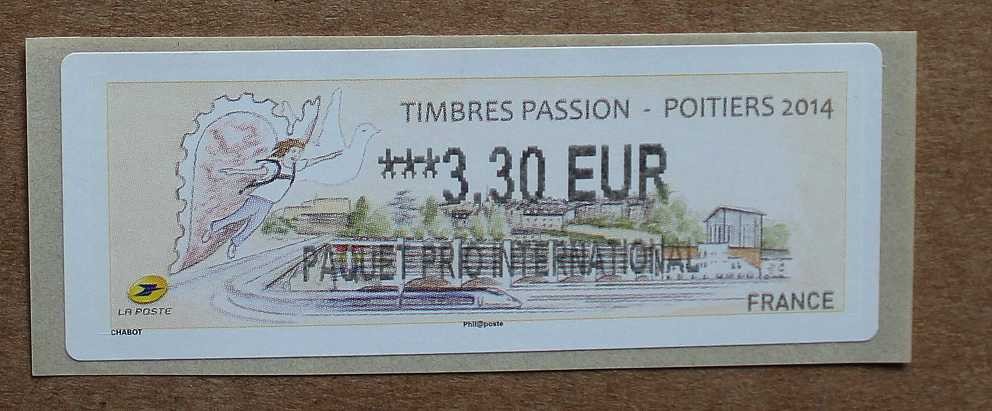 TIMBRES PASSION - POITIERS 2014
***3,30 EUR
PAQUET PRIO INTERNATIONAL
LA POSTE
FRANCE
CHABOT
Phil@poste